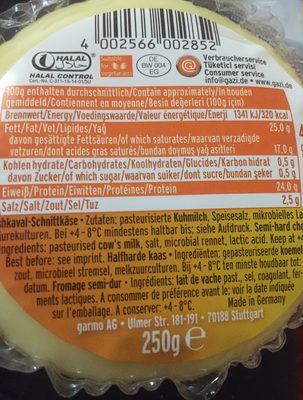 4 002566 002852
HALAL
HALAL CONTROL
Suitable for vegetarians
DE
BW 004
EG
Verbraucherservice
Tüketici servisi
Consumer service
info@gazi.de
www.gazi.de
100g enthalten durchschnittlich/Contain approximately/Inhouden
gemiddeld/Contiennent en moyenne/Besin değerleri (100g için)
Brennwert/Energy/Voedingswaarde/Valeur énergétique/Enerji 1341 kJ/320 kcal
Fett/Fat/Vet/Lipides/Yağ 25,0 g
davon gesättigte Fettsäuren/of which saturates/waarvan verzadigde
vetzuren/dont acides gras saturés/bundan doymuş yağ asitleri 17,0 g
Kohlenhydrate/Carbohydrates/Koolhydraten/Glucides/Karbon hidrat 0,5 g
davon Zucker/of which sugar/waarvan suiker/dont sucre/bundan şeker 0,5 g
Eiweiß/Protein/Eiwitten/Protéines/Protein 24,0 g
Salz/Salt/Zout/Sel/Tuz 2,5 g
shkaval-Schnittkäse • Zutaten: pasteurisierte Kuhmilch, Speisesalz, mikrobielles La
urekulturen. Bei +4 - 8°C mindestens haltbar bis: siehe Aufdruck. Semi-hard che
ngredients: pasteurised cow's milk, salt, microbial rennet, lactic acid. Keep at +
Best before: see imprint. Halfharde kaas • Ingrediënten: gepasteuriseerde koemel
zout, microbieel stremsel, melkzuurculturen. Bij +4 - 8°C ten minste houdbaar tot:
datum. Fromage semi-dur • Ingrédients: lait de vache past., sel, coagulant, fer
ments lactiques. A consommer de préférence avant le: voir la date indiquée
sur l'emballage. A conserver: +4 - 8°C. Made in Germany
garmo AG • Ulmer Str. 181-191 • 70188 Stuttgart
250g e